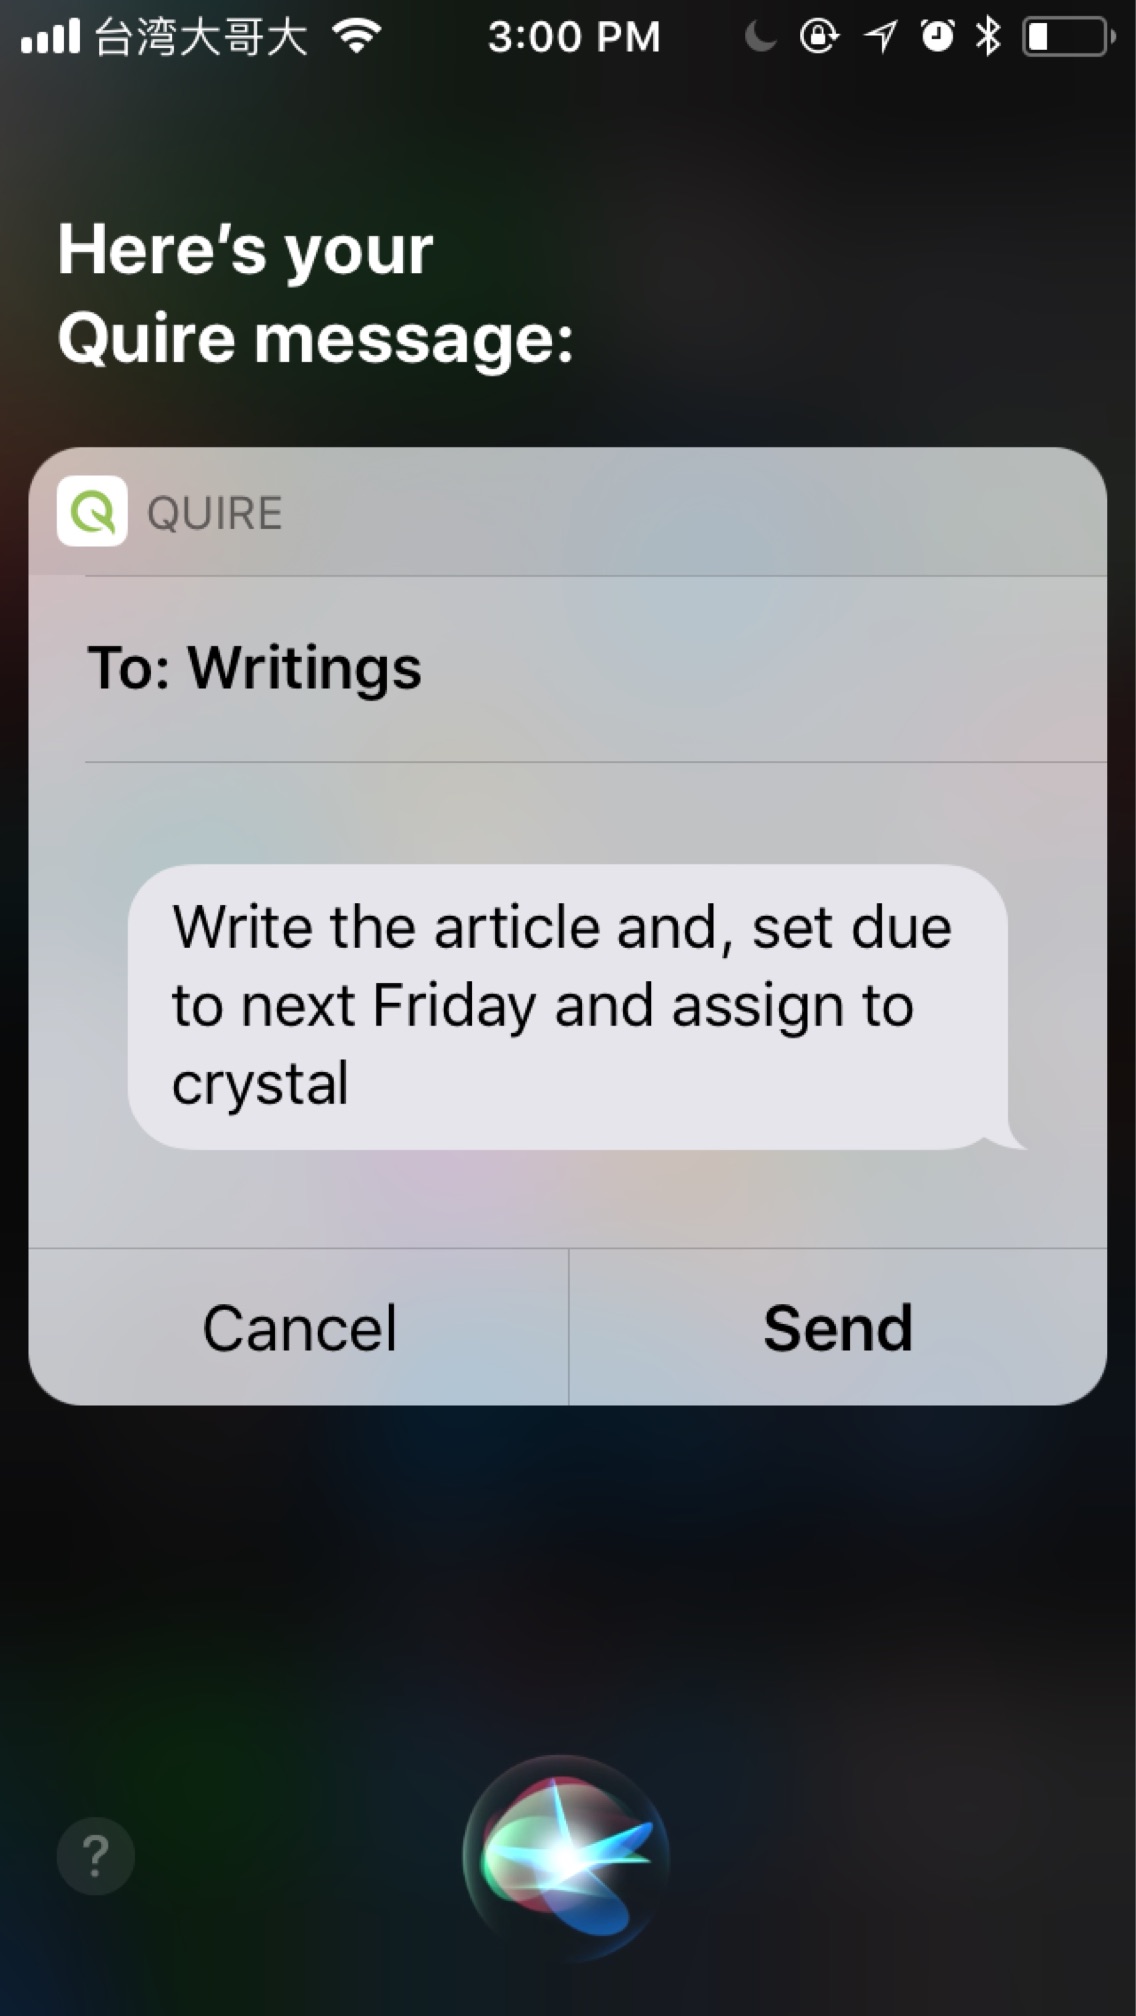 台湾大哥大 3:00 PM
Here’s your
Quire message:
QUIRE
To: Writings
Write the article and, set due
to next Friday and assign to
crystal
Cancel Send
?